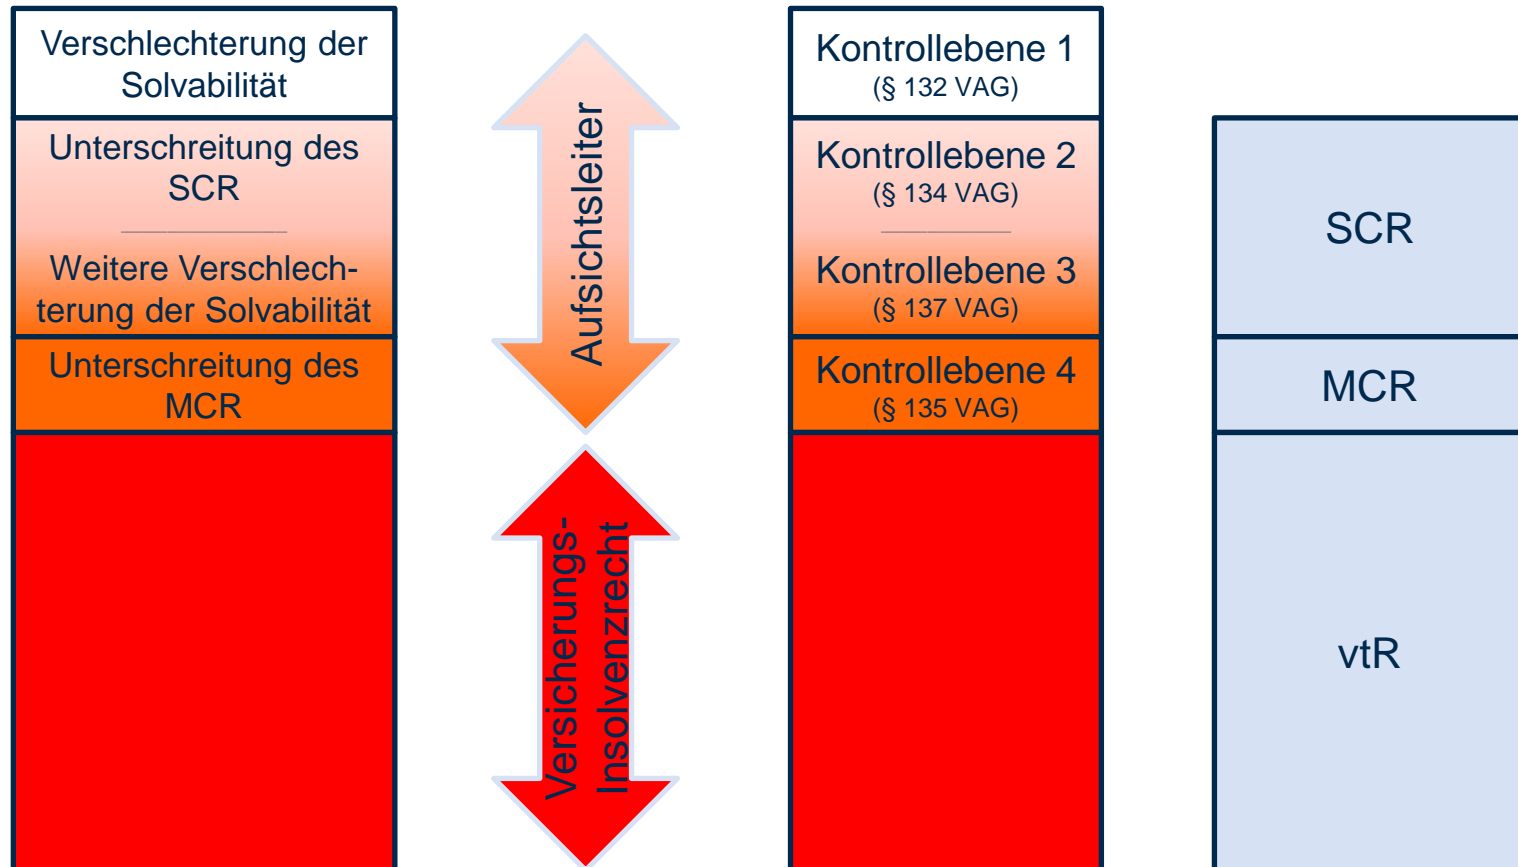 Verschlechterung der
Solvabilität
Unterschreitung des
SCR
Weitere Verschlech-
terung der Solvabilität
Unterschreitung des
MCR
Aufsichtsleiter
Versicherungs-
Insolvenzrecht
Kontrollebene 1
(§ 132 VAG)
Kontrollebene 2
(§ 134 VAG)
Kontrollebene 3
(§ 137 VAG)
Kontrollebene 4
(§ 135 VAG)
SCR
MCR
vtR